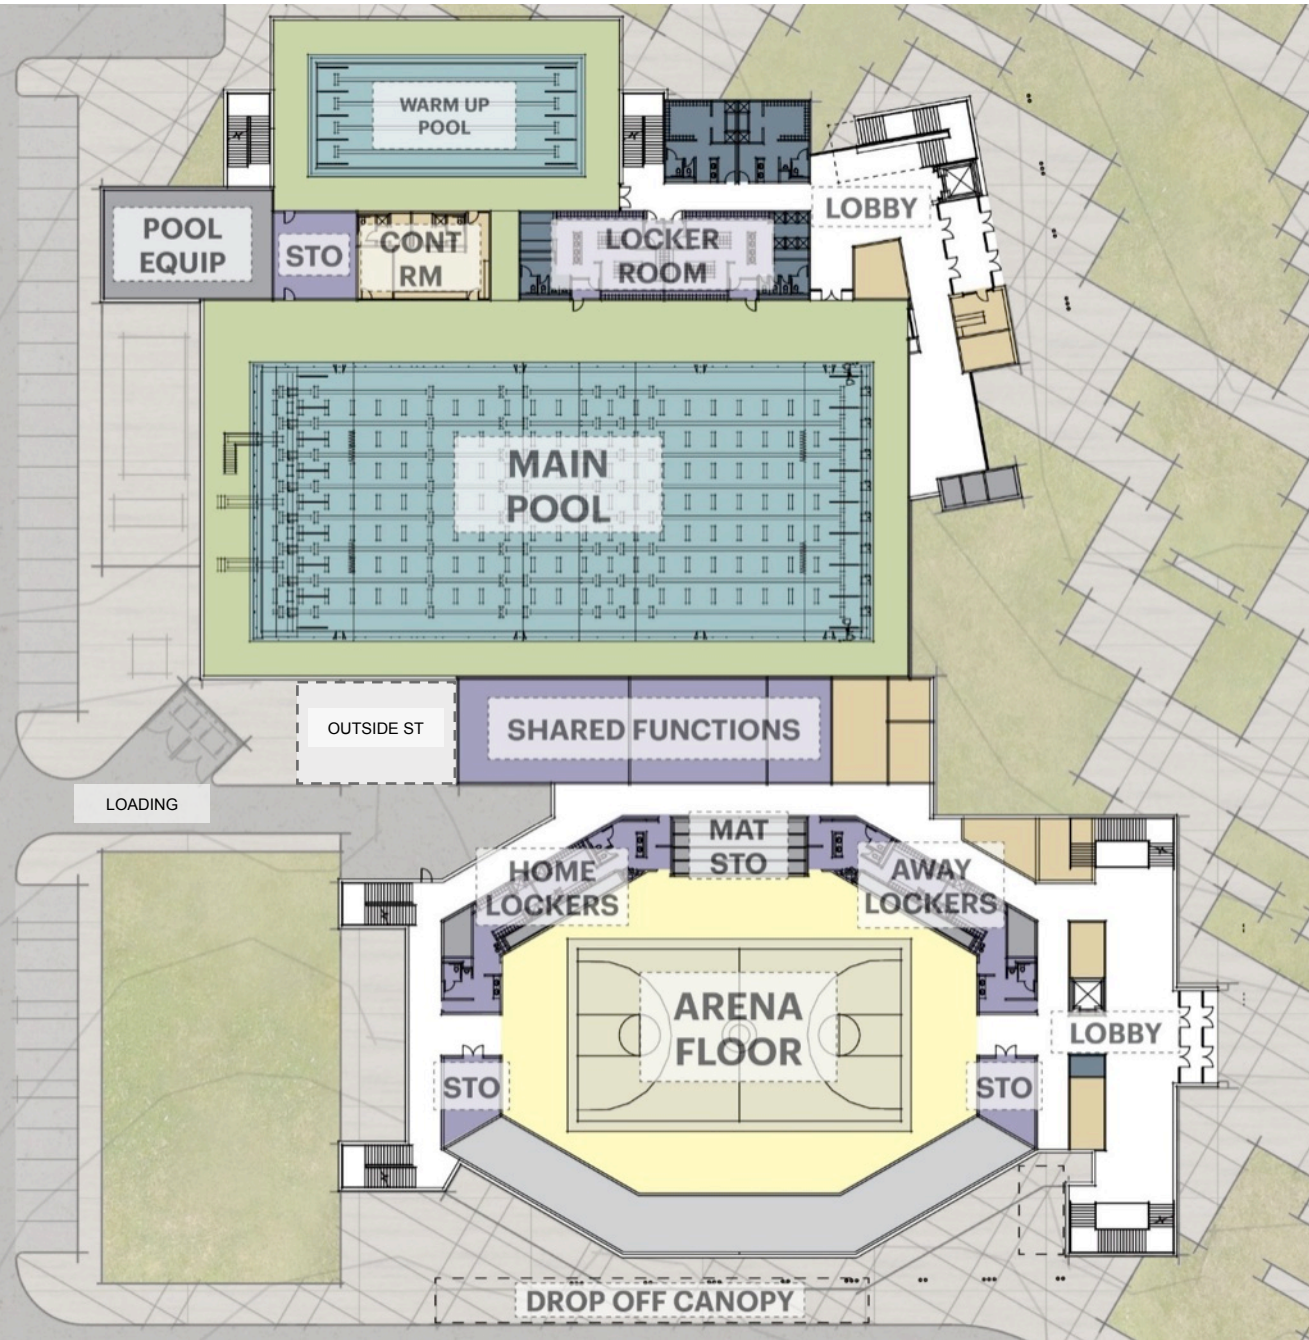 WARM UP
POOL
POOL
EQUIP
STO
CONT
RM
LOCKER
ROOM
LOBBY
MAIN
POOL
OUTSIDE ST
SHARED FUNCTIONS
LOADING
HOME
LOCKERS
MAT
STO
AWAY
LOCKERS
ARENA
FLOOR
LOBBY
STO
STO
DROP OFF CANOPY